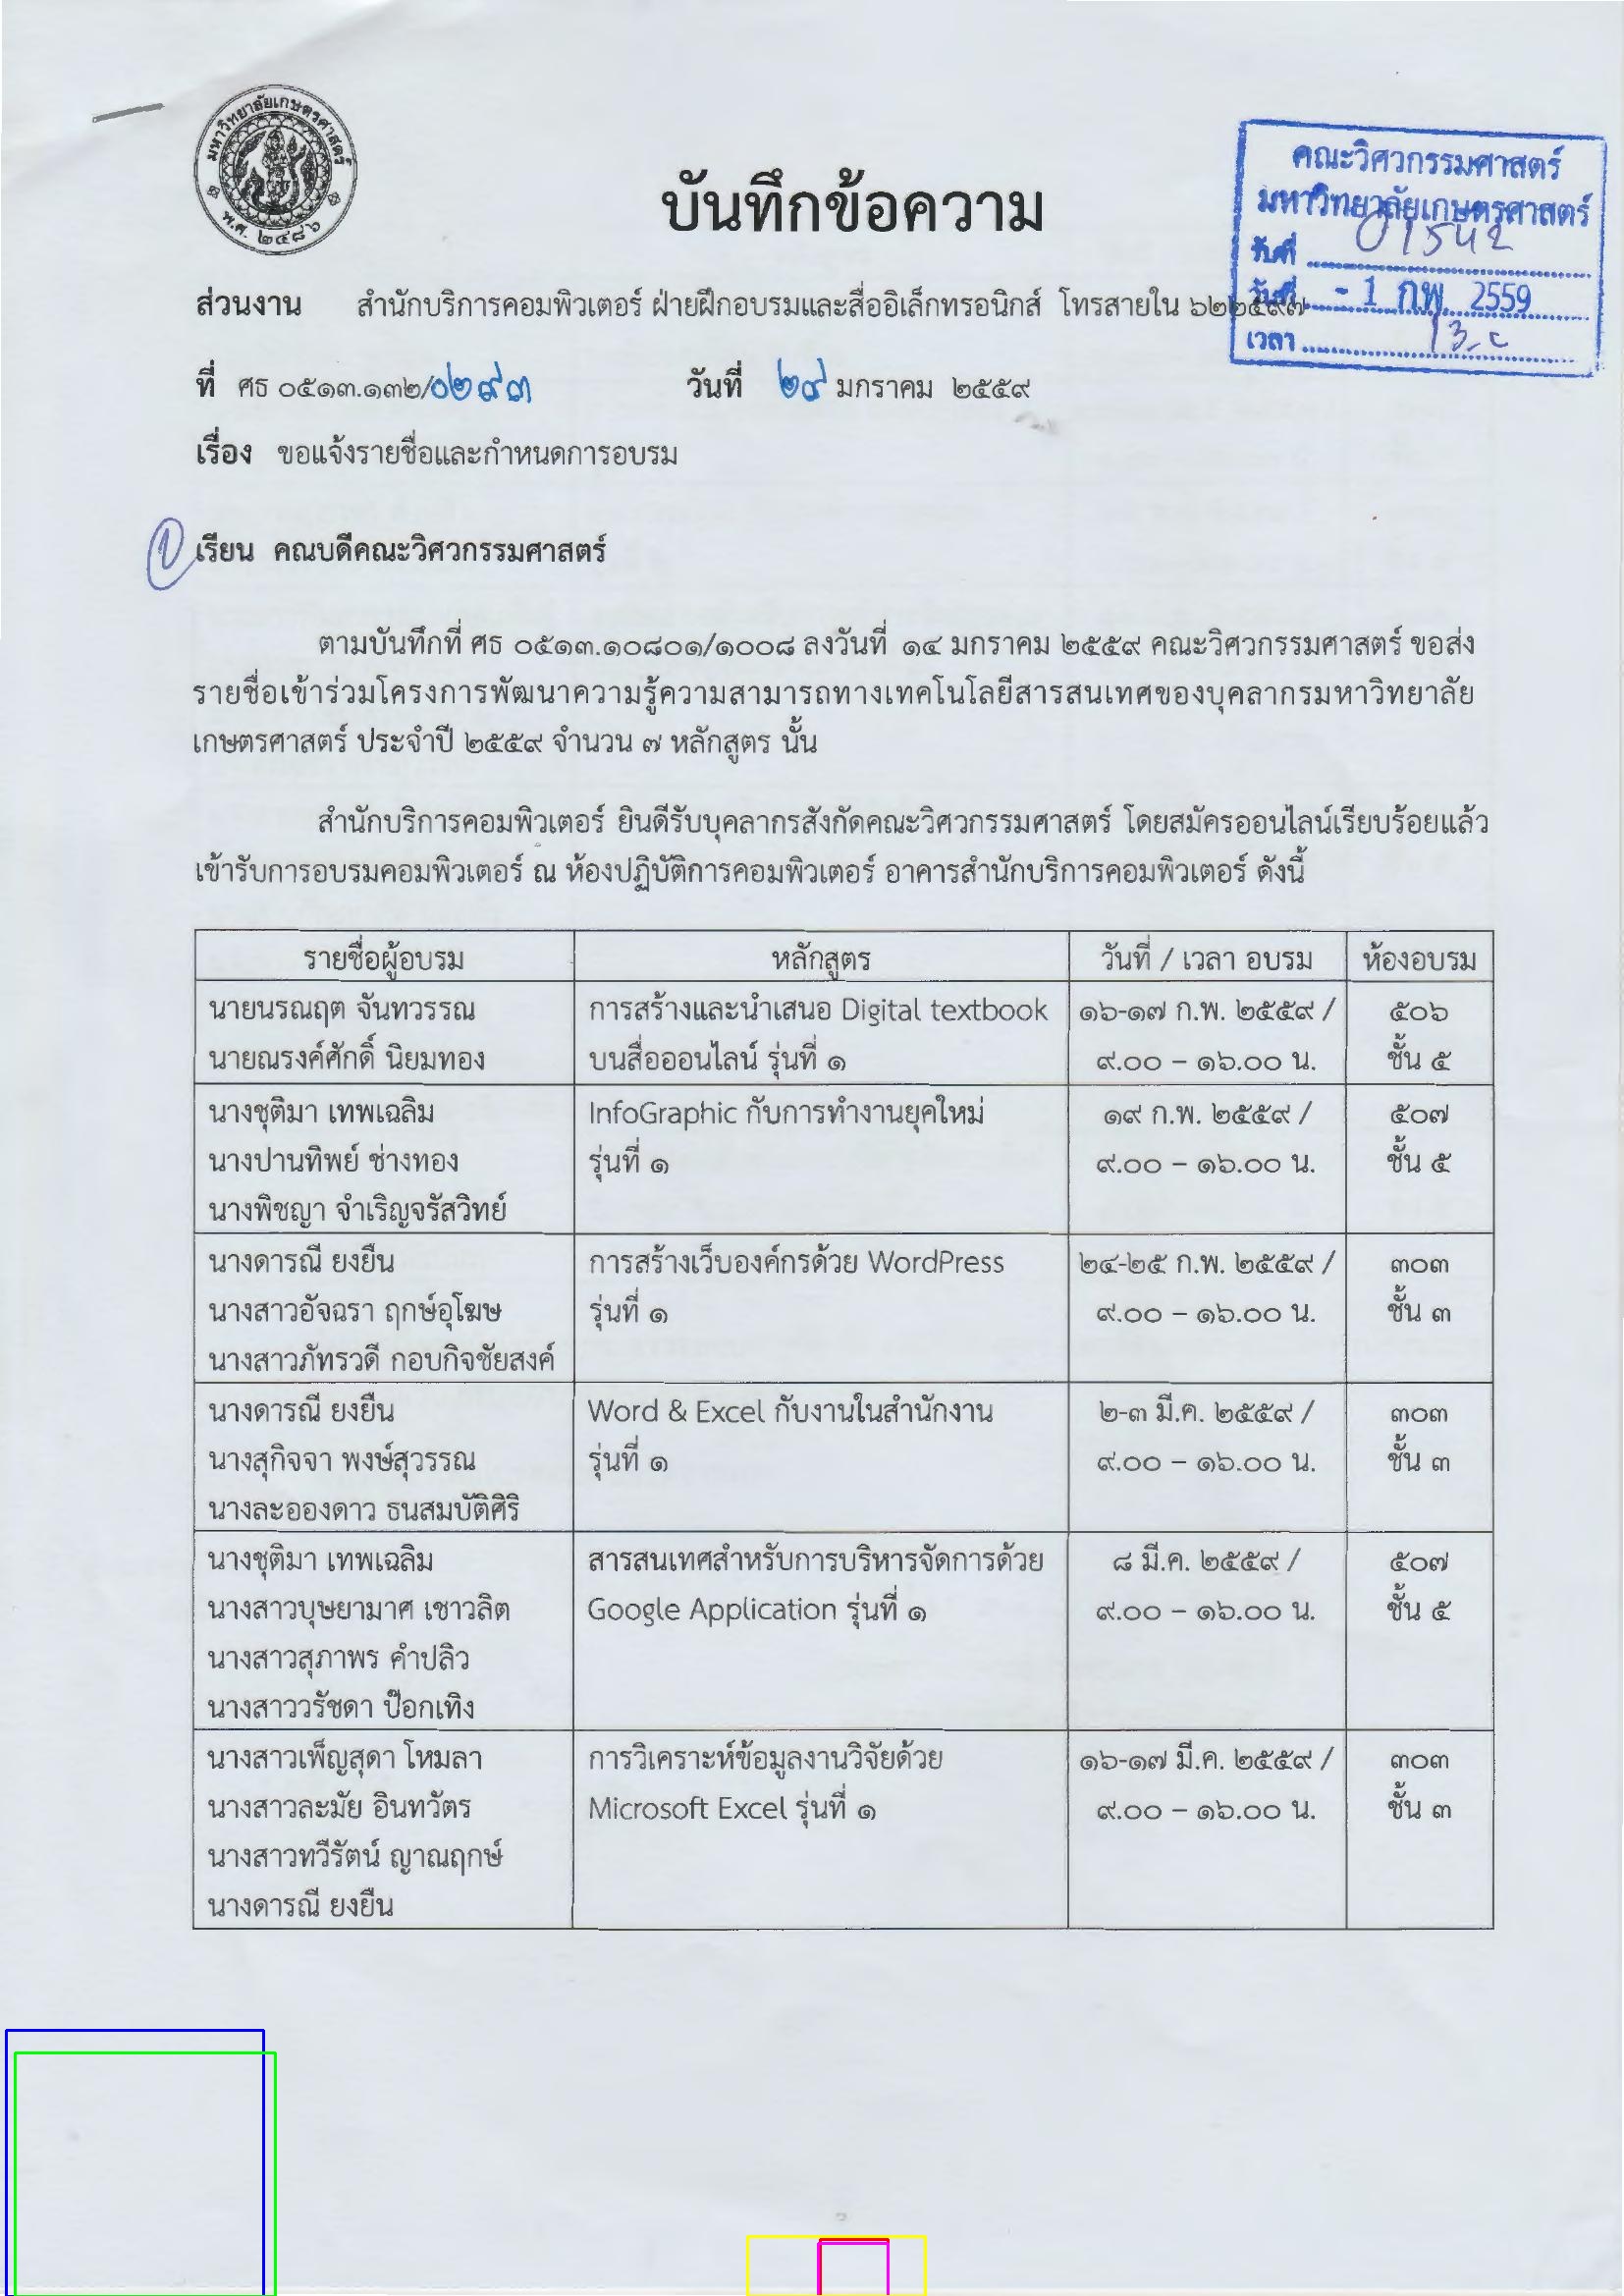 มหาวิทยาลัยเกษตรศาสตร์
พ.ศ. ๒๔๘๖
บันทึกข้อความ
คณะวิศวกรรมศาสตร์
มหาวิทยาลัยเกษตรศาสตร์
วันที่ 01542
วันที่ - 1 กพ. 2559
เวลา
ส่วนงาน สำนักบริการคอมพิวเตอร์ ฝ่ายฝึกอบรมและสื่ออิเล็กทรอนิกส์ โทรสายใน ๖๒๒๕๙๗
ที่ ศธ ๐๕๑๓.๑๓๒/๐๒๙๓ วันที่ ๒๙ มกราคม ๒๕๕๙
เรื่อง ขอแจ้งรายชื่อและกำหนดการอบรม
เรียน คณบดีคณะวิศวกรรมศาสตร์
ตามบันทึกที่ ศธ ๐๕๑๓.๑๐๘๐๑/๑๐๐๘ ลงวันที่ ๑๔ มกราคม ๒๕๕๙ คณะวิศวกรรมศาสตร์ ขอส่ง
รายชื่อเข้าร่วมโครงการพัฒนาความรู้ความสามารถทางเทคโนโลยีสารสนเทศของบุคลากรมหาวิทยาลัย
เกษตรศาสตร์ ประจำปี ๒๕๕๙ จำนวน ๗ หลักสูตร นั้น
สำนักบริการคอมพิวเตอร์ ยินดีรับบุคลากรสังกัดคณะวิศวกรรมศาสตร์ โดยสมัครออนไลน์เรียบร้อยแล้ว
เข้ารับการอบรมคอมพิวเตอร์ ณ ห้องปฏิบัติการคอมพิวเตอร์ อาคารสำนักบริการคอมพิวเตอร์ ดังนี้
รายชื่อผู้อบรม หลักสูตร วันที่ / เวลา อบรม ห้องอบรม
นายนรณฤต จันทวรรณ การสร้างและนำเสนอ Digital textbook ๑๖-๑๗ ก.พ. ๒๕๕๙ / ๕๐๖
นายณรงค์ศักดิ์ นิยมทอง บนสื่อออนไลน์ รุ่นที่ ๑ ๙.๐๐ – ๑๖.๐๐ น. ชั้น ๕
นางชุติมา เทพเฉลิม InfoGraphic กับการทำงานยุคใหม่ ๑๙ ก.พ. ๒๕๕๙ / ๕๐๗
นางปานทิพย์ ช่างทอง รุ่นที่ ๑ ๙.๐๐ – ๑๖.๐๐ น. ชั้น ๕
นางพิชญา จำเริญจรัสวิทย์
นางดารณี ยงยืน การสร้างเว็บองค์กรด้วย WordPress ๒๔-๒๕ ก.พ. ๒๕๕๙ / ๓๐๓
นางสาวอัจฉรา ฤกษ์อุโฆษ รุ่นที่ ๑ ๙.๐๐ – ๑๖.๐๐ น. ชั้น ๓
นางสาวภัทรวดี กอบกิจชัยสงค์
นางดารณี ยงยืน Word & Excel กับงานในสำนักงาน ๒-๓ มี.ค. ๒๕๕๙ / ๓๐๓
นางสุกิจจา พงษ์สุวรรณ รุ่นที่ ๑ ๙.๐๐ – ๑๖.๐๐ น. ชั้น ๓
นางละอองดาว ธนสมบัติศิริ
นางชุติมา เทพเฉลิม สารสนเทศสำหรับการบริหารจัดการด้วย ๘ มี.ค. ๒๕๕๙ / ๕๐๗
นางสาวบุษยามาศ เชาวลิต Google Application รุ่นที่ ๑ ๙.๐๐ – ๑๖.๐๐ น. ชั้น ๕
นางสาวสุภาพร คำปลิว
นางสาววรัชดา ป๊อกเทิง
นางสาวเพ็ญสุดา โหมลา การวิเคราะห์ข้อมูลงานวิจัยด้วย ๑๖-๑๗ มี.ค. ๒๕๕๙ / ๓๐๓
นางสาวละมัย อินทวัตร Microsoft Excel รุ่นที่ ๑ ๙.๐๐ – ๑๖.๐๐ น. ชั้น ๓
นางสาวทวีรัตน์ ญาณฤกษ์
นางดารณี ยงยืน